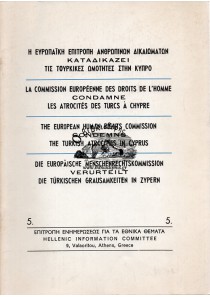 Η ΕΥΡΩΠΑΪΚΗ ΕΠΙΤΡΟΠΗ ΑΝΘΡΩΠΙΝΩΝ ΔΙΚΑΙΩΜΑΤΩΝ
ΚΑΤΑΔΙΚΑΖΕΙ
ΤΙΣ ΤΟΥΡΚΙΚΕΣ ΩΜΟΤΗΤΕΣ ΣΤΗΝ ΚΥΠΡΟ
LA COMMISSION EUROPÉENNE DES DROITS DE L'HOMME
CONDAMNE
LES ATROCITÉS DES TURCS À CHYPRE
THE EUROPEAN HUMAN RIGHTS COMMISSION
CONDEMNS
THE TURKISH ATROCITIES IN CYPRUS
DIE EUROPÄISCHE MENSCHENRECHTSKOMMISSION
VERURTEILT
DIE TÜRKISCHEN GRAUSAMKEITEN IN ZYPERN
5. 5.
ΕΠΙΤΡΟΠΗ ΕΝΗΜΕΡΩΣΕΩΣ ΓΙΑ ΤΑ ΕΘΝΙΚΑ ΘΕΜΑΤΑ
HELLENIC INFORMATION COMMITTEE
9, Valaoritou, Athens, Greece